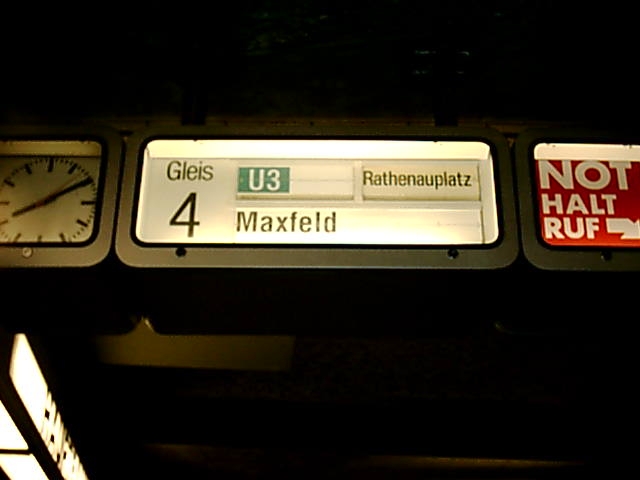 Gleis
4
U3
Rathenauplatz
Maxfeld
NOT
HALT
RUF